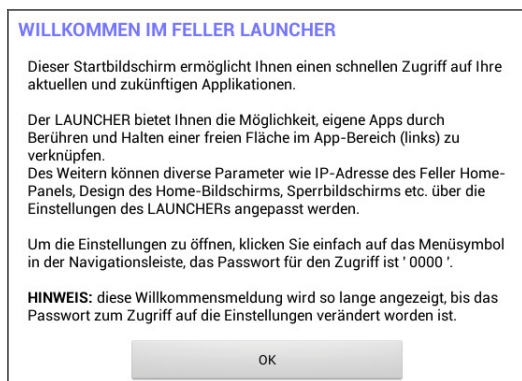 WILLKOMMEN IM FELLER LAUNCHER
Dieser Startbildschirm ermöglicht Ihnen einen schnellen Zugriff auf Ihre
aktuellen und zukünftigen Applikationen.
Der LAUNCHER bietet Ihnen die Möglichkeit, eigene Apps durch
Berühren und Halten einer freien Fläche im App-Bereich (links) zu
verknüpfen.
Des Weitern können diverse Parameter wie IP-Adresse des Feller Home-
Panels, Design des Home-Bildschirms, Sperrbildschirms etc. über die
Einstellungen des LAUNCHERs angepasst werden.
Um die Einstellungen zu öffnen, klicken Sie einfach auf das Menüsymbol
in der Navigationsleiste, das Passwort für den Zugriff ist ' 0000 '.
HINWEIS: diese Willkommensmeldung wird so lange angezeigt, bis das
Passwort zum Zugriff auf die Einstellungen verändert worden ist.
OK